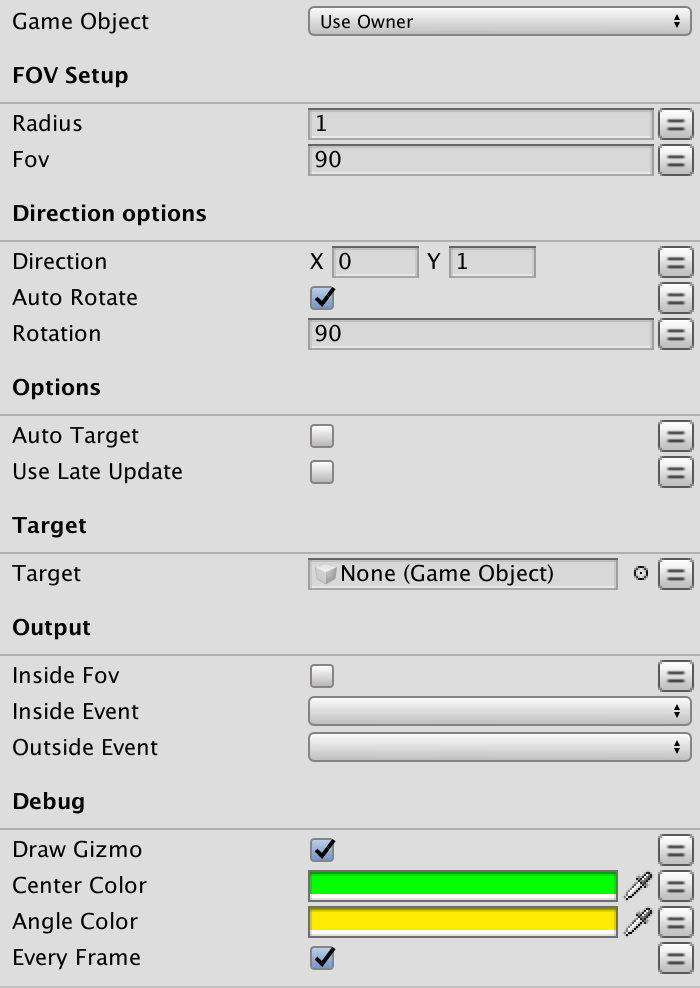 Game Object Use Owner
FOV Setup
Radius 1
Fov 90
Direction options
Direction X 0 Y 1
Auto Rotate
Rotation 90
Options
Auto Target
Use Late Update
Target
Target None (Game Object)
Output
Inside Fov
Inside Event
Outside Event
Debug
Draw Gizmo
Center Color
Angle Color
Every Frame